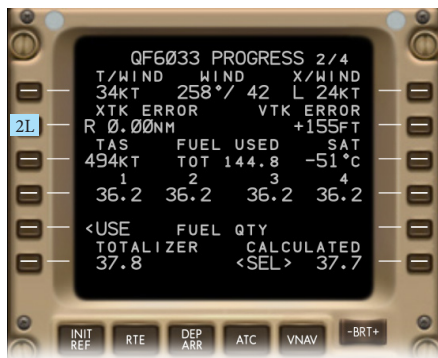 QF6033 PROGRESS 2/4
T/WIND WIND X/WIND
34KT 258°/ 42 L 24KT
XTK ERROR VTK ERROR
2L
R 0.00NM +155FT
TAS FUEL USED SAT
494KT TOT 144.8 -51°C
1 2 3 4
36.2 36.2 36.2 36.2
<USE FUEL QTY
TOTALIZER CALCULATED
37.8 <SEL> 37.7
INIT REF RTE DEP ARR ATC VNAV -BRT+